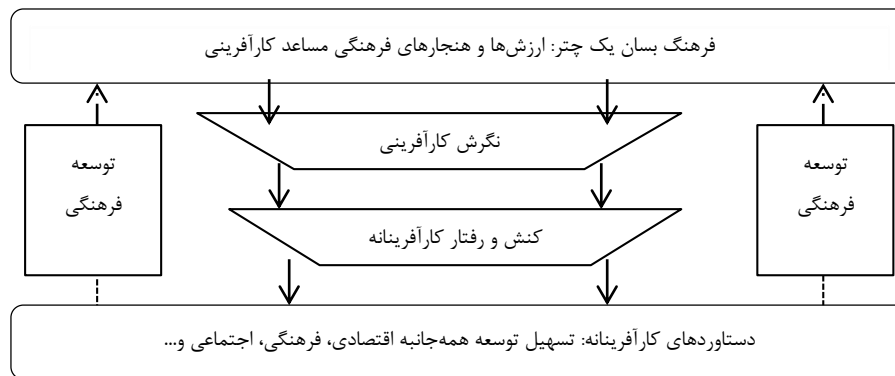 فرهنگ بسان یک چتر: ارزش‌ها و هنجارهای فرهنگی مساعد کارآفرینی
نگرش کارآفرینی
توسعه
فرهنگی
توسعه
فرهنگی
کنش و رفتار کارآفرینانه
دستاوردهای کارآفرینانه: تسهیل توسعه همه‌جانبه اقتصادی، فرهنگی، اجتماعی و...